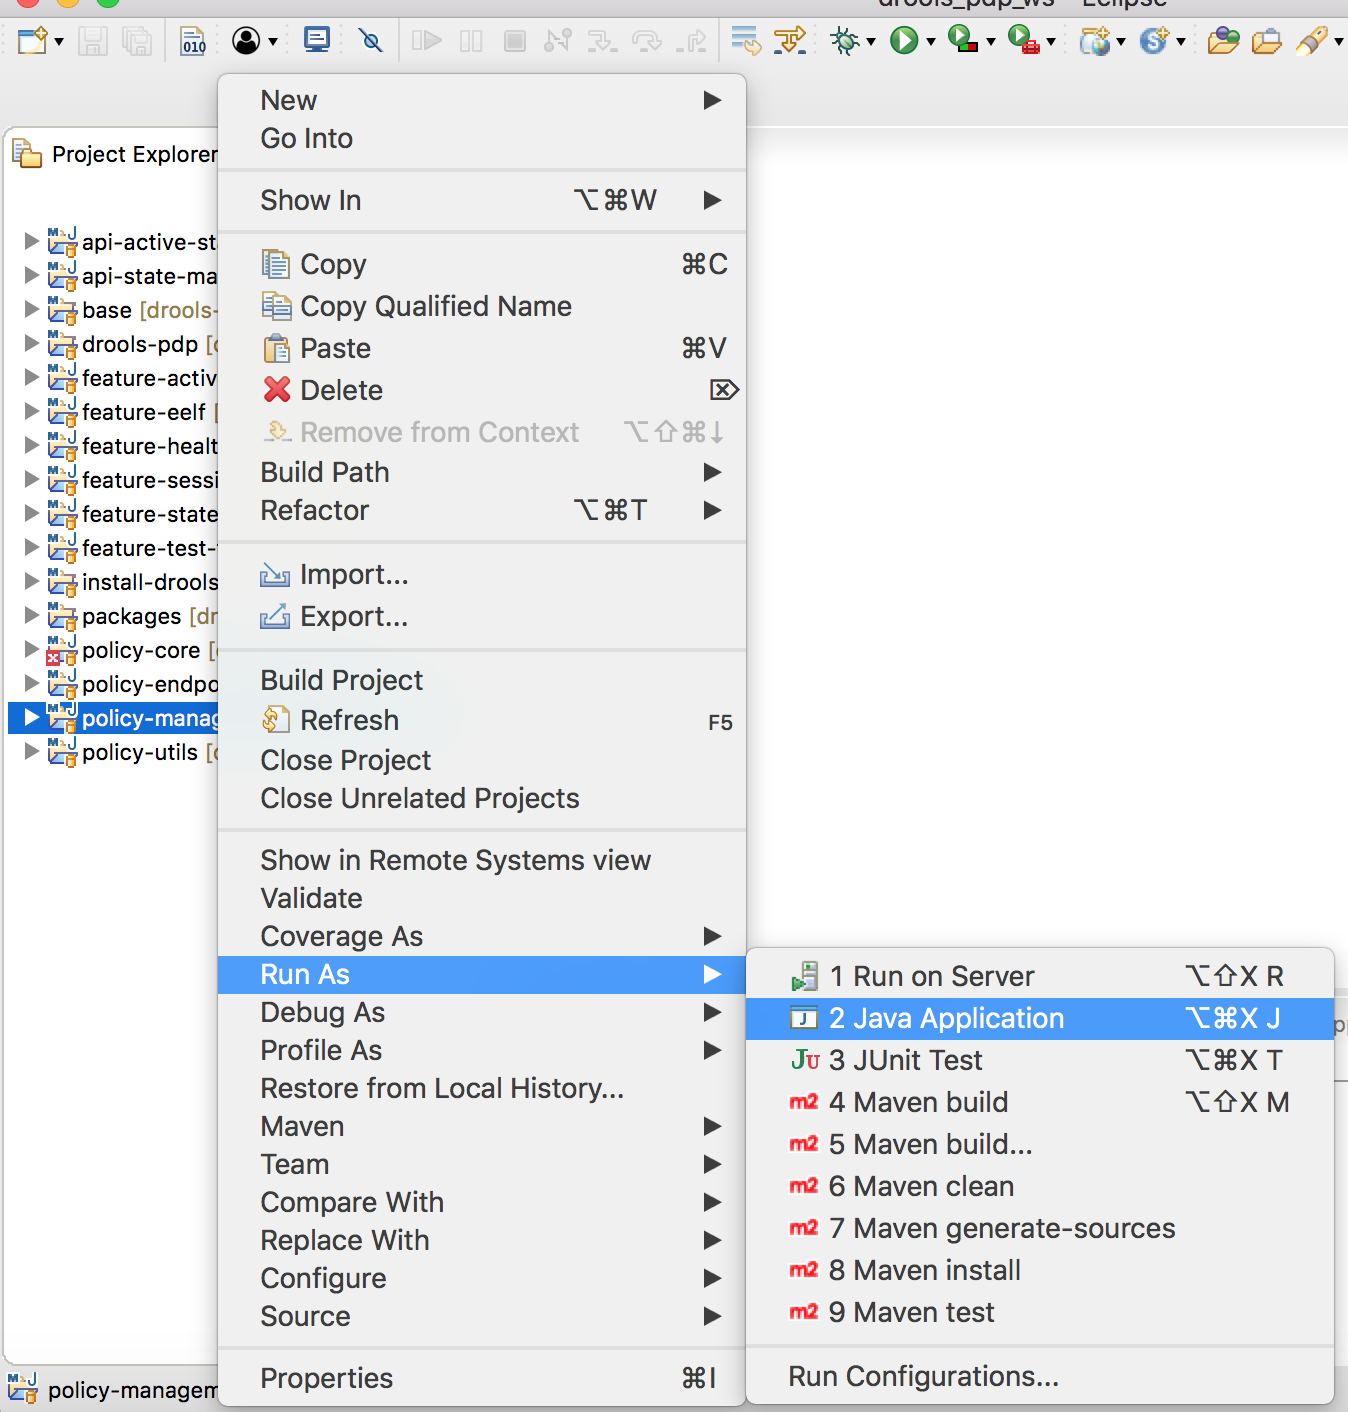 drools_pdp_ws - Eclipse
010
Project Explorer
api-active-st
api-state-ma
base [drools-
drools-pdp [
feature-activ
feature-eelf [
feature-healt
feature-sessi
feature-state
feature-test-
install-drools
packages [dr
policy-core [
policy-endpo
policy-manag
policy-utils [
policy-managem
New
Go Into
Show In ⌥⌘W
Copy ⌘C
Copy Qualified Name
Paste ⌘V
Delete ⌦
Remove from Context ⌥⇧⌘↓
Build Path
Refactor ⌥⌘T
Import...
Export...
Build Project
Refresh F5
Close Project
Close Unrelated Projects
Show in Remote Systems view
Validate
Coverage As
Run As
Debug As
Profile As
Restore from Local History...
Maven
Team
Compare With
Replace With
Configure
Source
Properties ⌘I
1 Run on Server ⌥⇧X R
2 Java Application ⌥⌘X J
Ju 3 JUnit Test ⌥⌘X T
m2 4 Maven build ⌥⇧X M
m2 5 Maven build...
m2 6 Maven clean
m2 7 Maven generate-sources
m2 8 Maven install
m2 9 Maven test
Run Configurations...